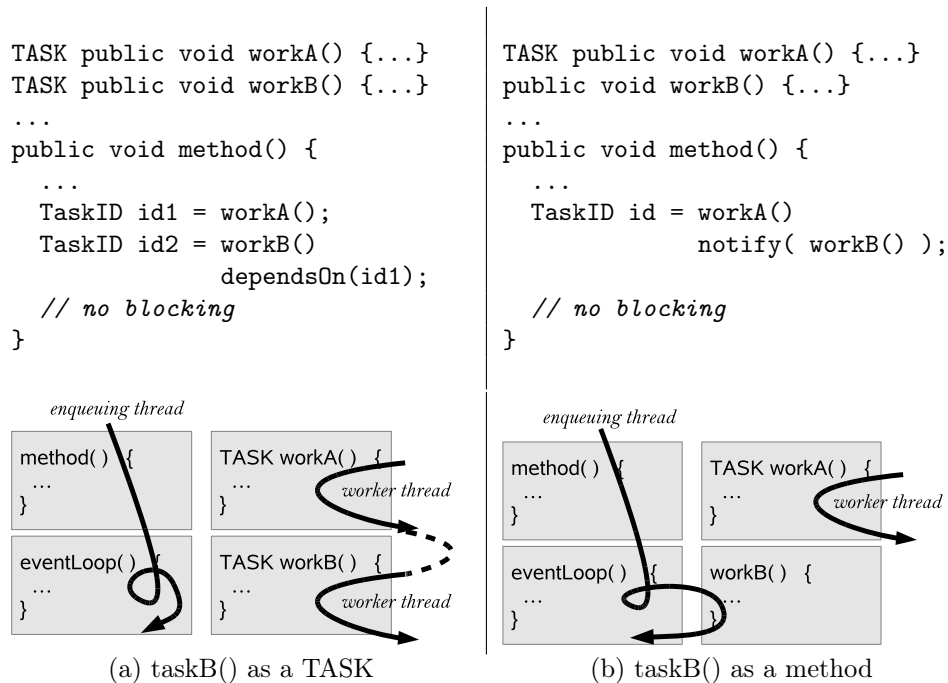 TASK public void workA() {...}
TASK public void workB() {...}
...
public void method() {
...
TaskID id1 = workA();
TaskID id2 = workB()
dependsOn(id1);
// no blocking
}
enqueuing thread
method( ) {
...
}
TASK workA( ) {
...
worker thread
}
eventLoop( ) {
...
}
TASK workB( ) {
...
worker thread
}
(a) taskB() as a TASK
TASK public void workA() {...}
public void workB() {...}
...
public void method() {
...
TaskID id = workA()
notify( workB() );
// no blocking
}
enqueuing thread
method( ) {
...
}
TASK workA( ) {
...
worker thread
}
eventLoop( ) {
...
}
workB( ) {
...
}
(b) taskB() as a method